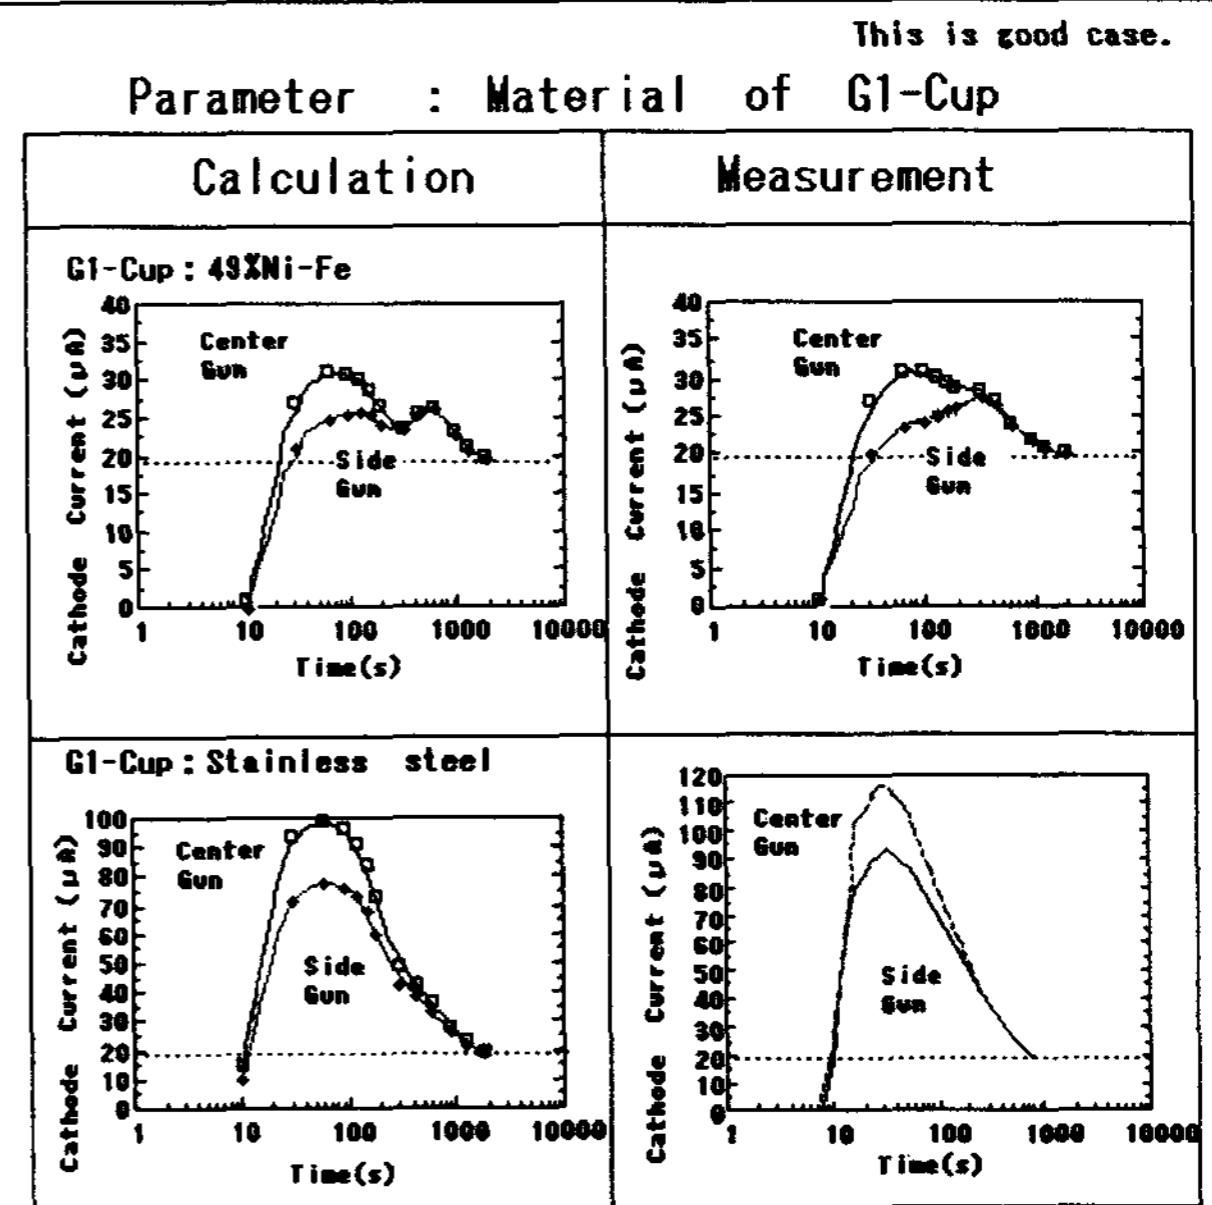 This is good case.
Parameter : Material of G1-Cup
Calculation
Measurement
G1-Cup : 49%Ni-Fe
Cathode Current (μA)
40
35
30
25
20
15
10
5
0
Center
Gun
Side
Gun
1 10 100 1000 10000
Time(s)
Cathode Current (μA)
40
35
30
25
20
15
10
5
0
Center
Gun
Side
Gun
1 10 100 1000 10000
Time(s)
G1-Cup : Stainless steel
Cathode Current (μA)
100
90
80
70
60
50
40
30
20
10
0
Center
Gun
Side
Gun
1 10 100 1000 10000
Time(s)
Cathode Current (μA)
120
110
100
90
80
70
60
50
40
30
20
10
0
Center
Gun
Side
Gun
1 10 100 1000 10000
Time(s)